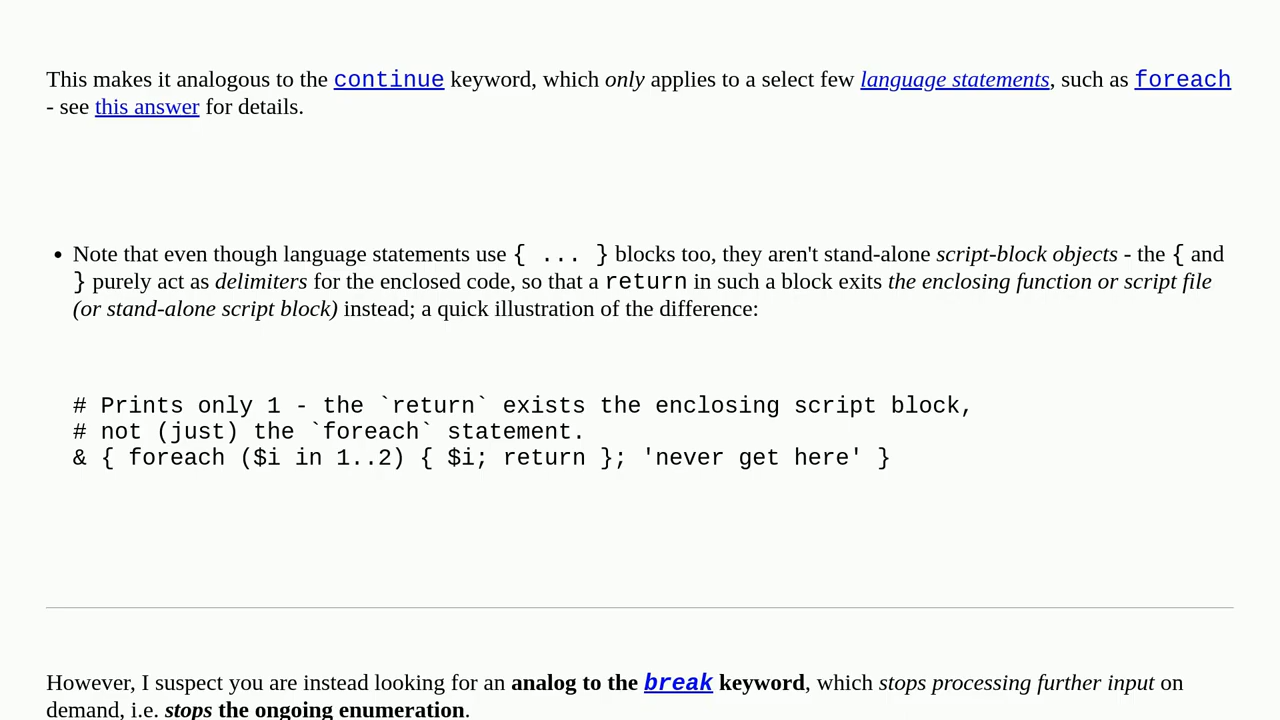 This makes it analogous to the continue keyword, which only applies to a select few language statements, such as foreach
- see this answer for details.
• Note that even though language statements use { ... } blocks too, they aren't stand-alone script-block objects - the { and
} purely act as delimiters for the enclosed code, so that a return in such a block exits the enclosing function or script file
(or stand-alone script block) instead; a quick illustration of the difference:
# Prints only 1 - the `return` exists the enclosing script block,
# not (just) the `foreach` statement.
& { foreach ($i in 1..2) { $i; return }; 'never get here' }
However, I suspect you are instead looking for an analog to the break keyword, which stops processing further input on
demand, i.e. stops the ongoing enumeration.